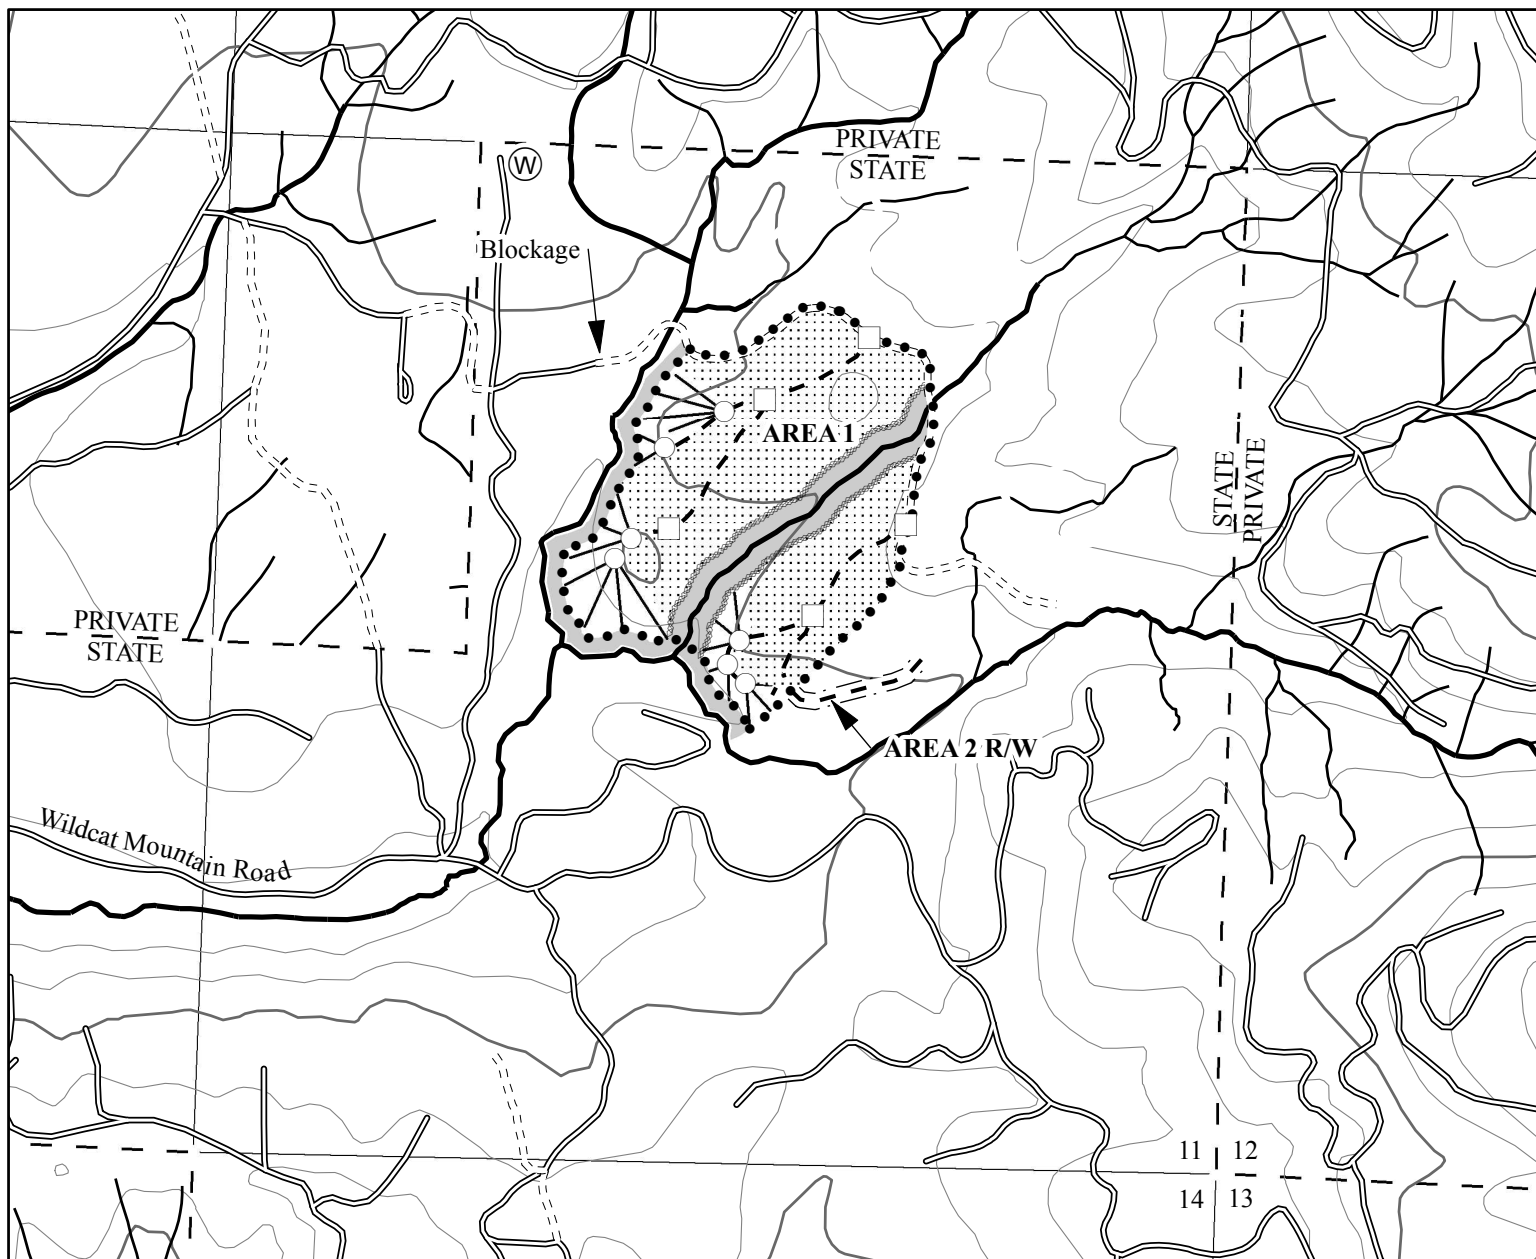 PRIVATE
STATE
W
Blockage
AREA 1
STATE
PRIVATE
PRIVATE
STATE
AREA 2 R/W
Wildcat Mountain Road
11 12
14 13